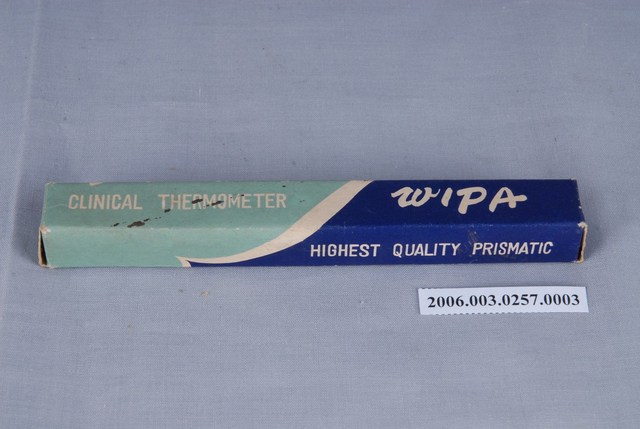 CLINICAL THERMOMETER
WIPA
HIGHEST QUALITY PRISMATIC
2006.003.0257.0003